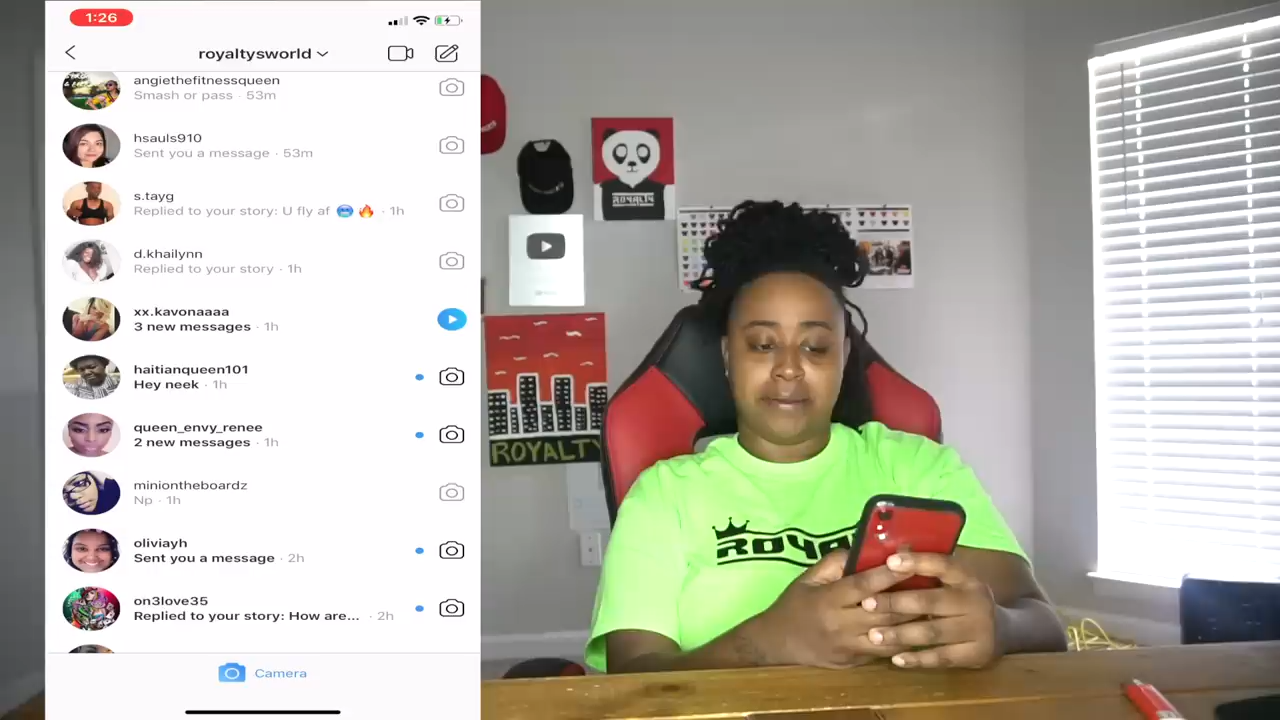 1:26
royaltysworld
angiethefitnessqueen
Smash or pass · 53m
hsauls910
Sent you a message · 53m
s.tayg
Replied to your story: U fly af 🥶 🔥 · 1h
d.khailynn
Replied to your story · 1h
xx.kavonaaaa
3 new messages · 1h
haitianqueen101
Hey neek · 1h
queen_envy_renee
2 new messages · 1h
miniontheboardz
Np · 1h
oliviayh
Sent you a message · 2h
on3love35
Replied to your story: How are... · 2h
Camera
ROYALTY
ROYALTY